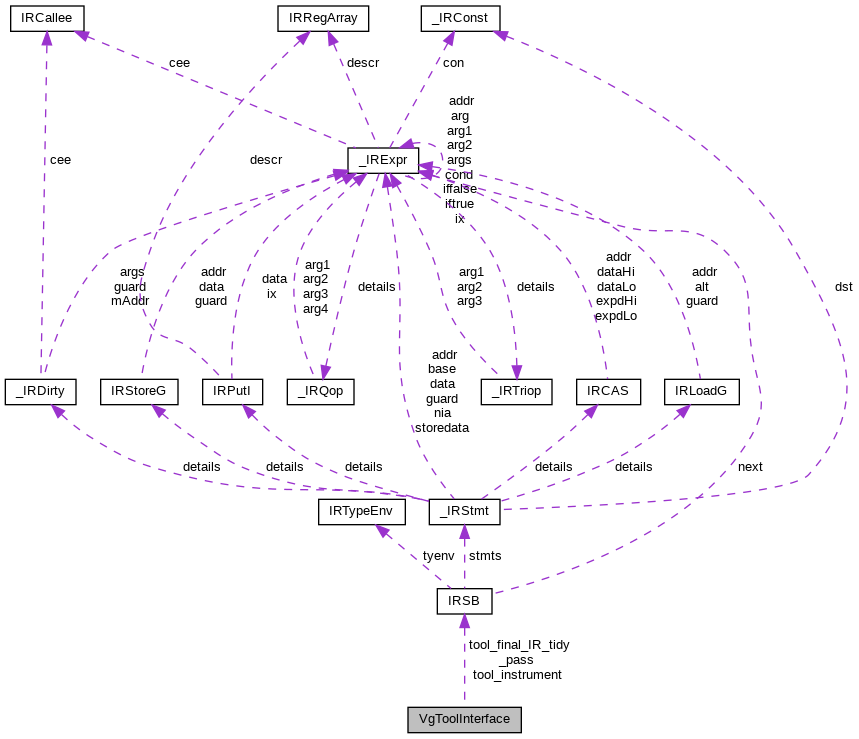 IRCallee
IRRegArray
_IRConst
cee
descr
con
addr
arg
arg1
arg2
args
cond
iffalse
iftrue
ix
_IRExpr
cee
descr
args
guard
mAddr
addr
data
guard
data
ix
arg1
arg2
arg3
arg4
details
arg1
arg2
arg3
details
addr
dataHi
dataLo
expdHi
expdLo
addr
alt
guard
dst
addr
base
data
guard
nia
storedata
_IRDirty
IRStoreG
IRPutI
_IRQop
_IRTriop
IRCAS
IRLoadG
details
details
details
details
details
next
IRTypeEnv
_IRStmt
tyenv
stmts
IRSB
tool_final_IR_tidy
_pass
tool_instrument
VgToolInterface